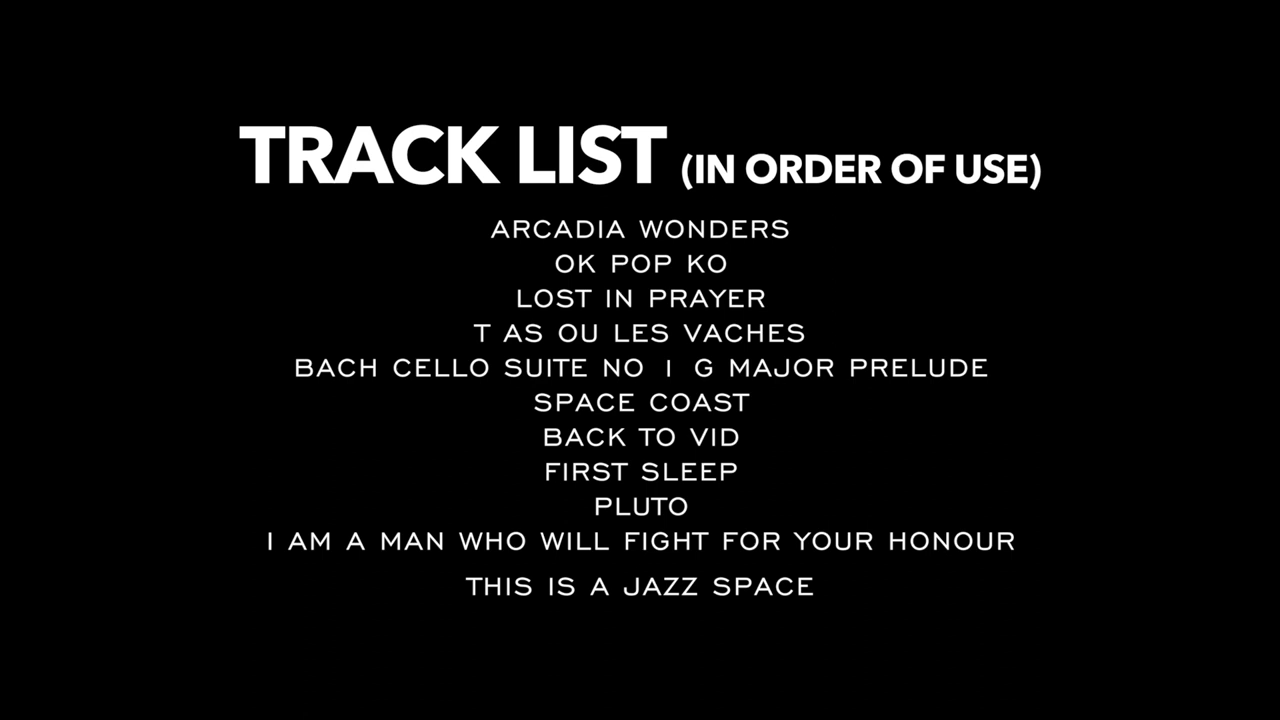 TRACK LIST (IN ORDER OF USE)
ARCADIA WONDERS
OK POP KO
LOST IN PRAYER
T AS OU LES VACHES
BACH CELLO SUITE NO 1 G MAJOR PRELUDE
SPACE COAST
BACK TO VID
FIRST SLEEP
PLUTO
I AM A MAN WHO WILL FIGHT FOR YOUR HONOUR
THIS IS A JAZZ SPACE